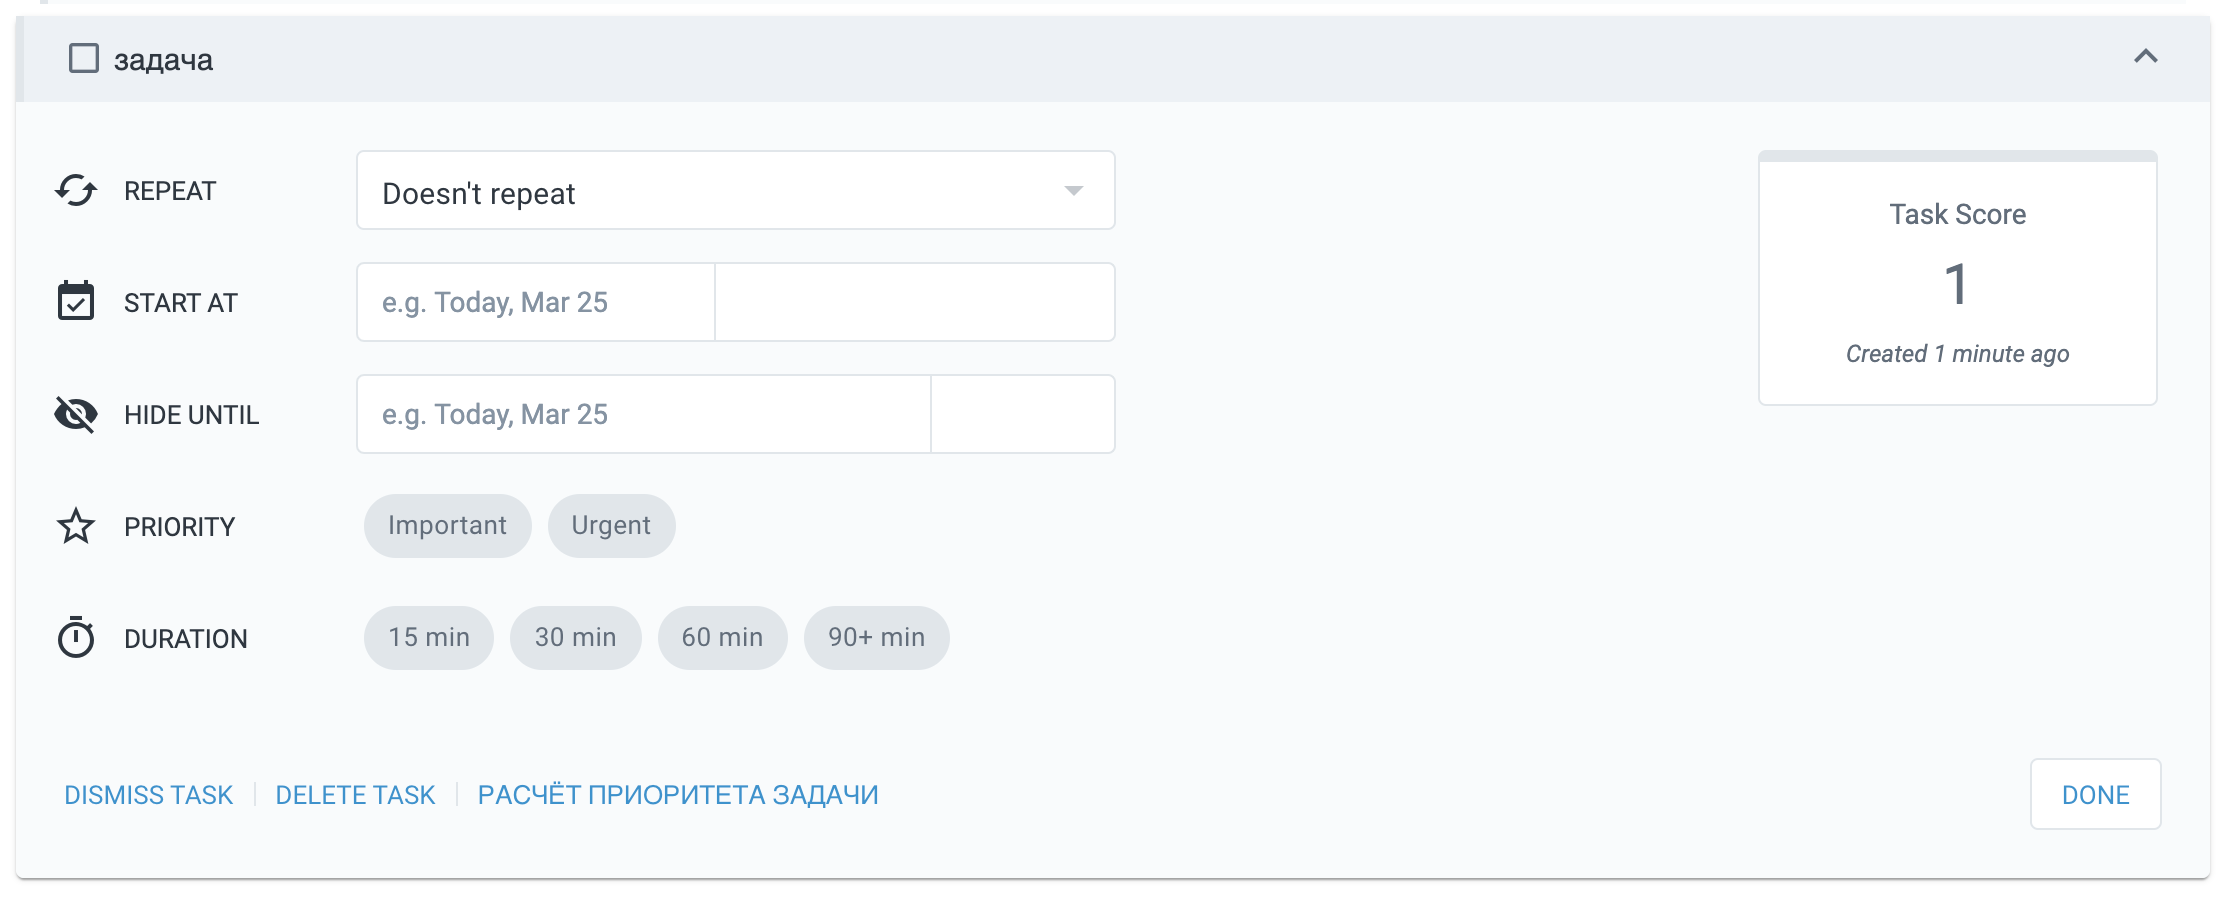 задача
REPEAT
Doesn't repeat
START AT
e.g. Today, Mar 25
HIDE UNTIL
e.g. Today, Mar 25
PRIORITY
Important
Urgent
DURATION
15 min
30 min
60 min
90+ min
Task Score
1
Created 1 minute ago
DISMISS TASK
DELETE TASK
РАСЧЁТ ПРИОРИТЕТА ЗАДАЧИ
DONE